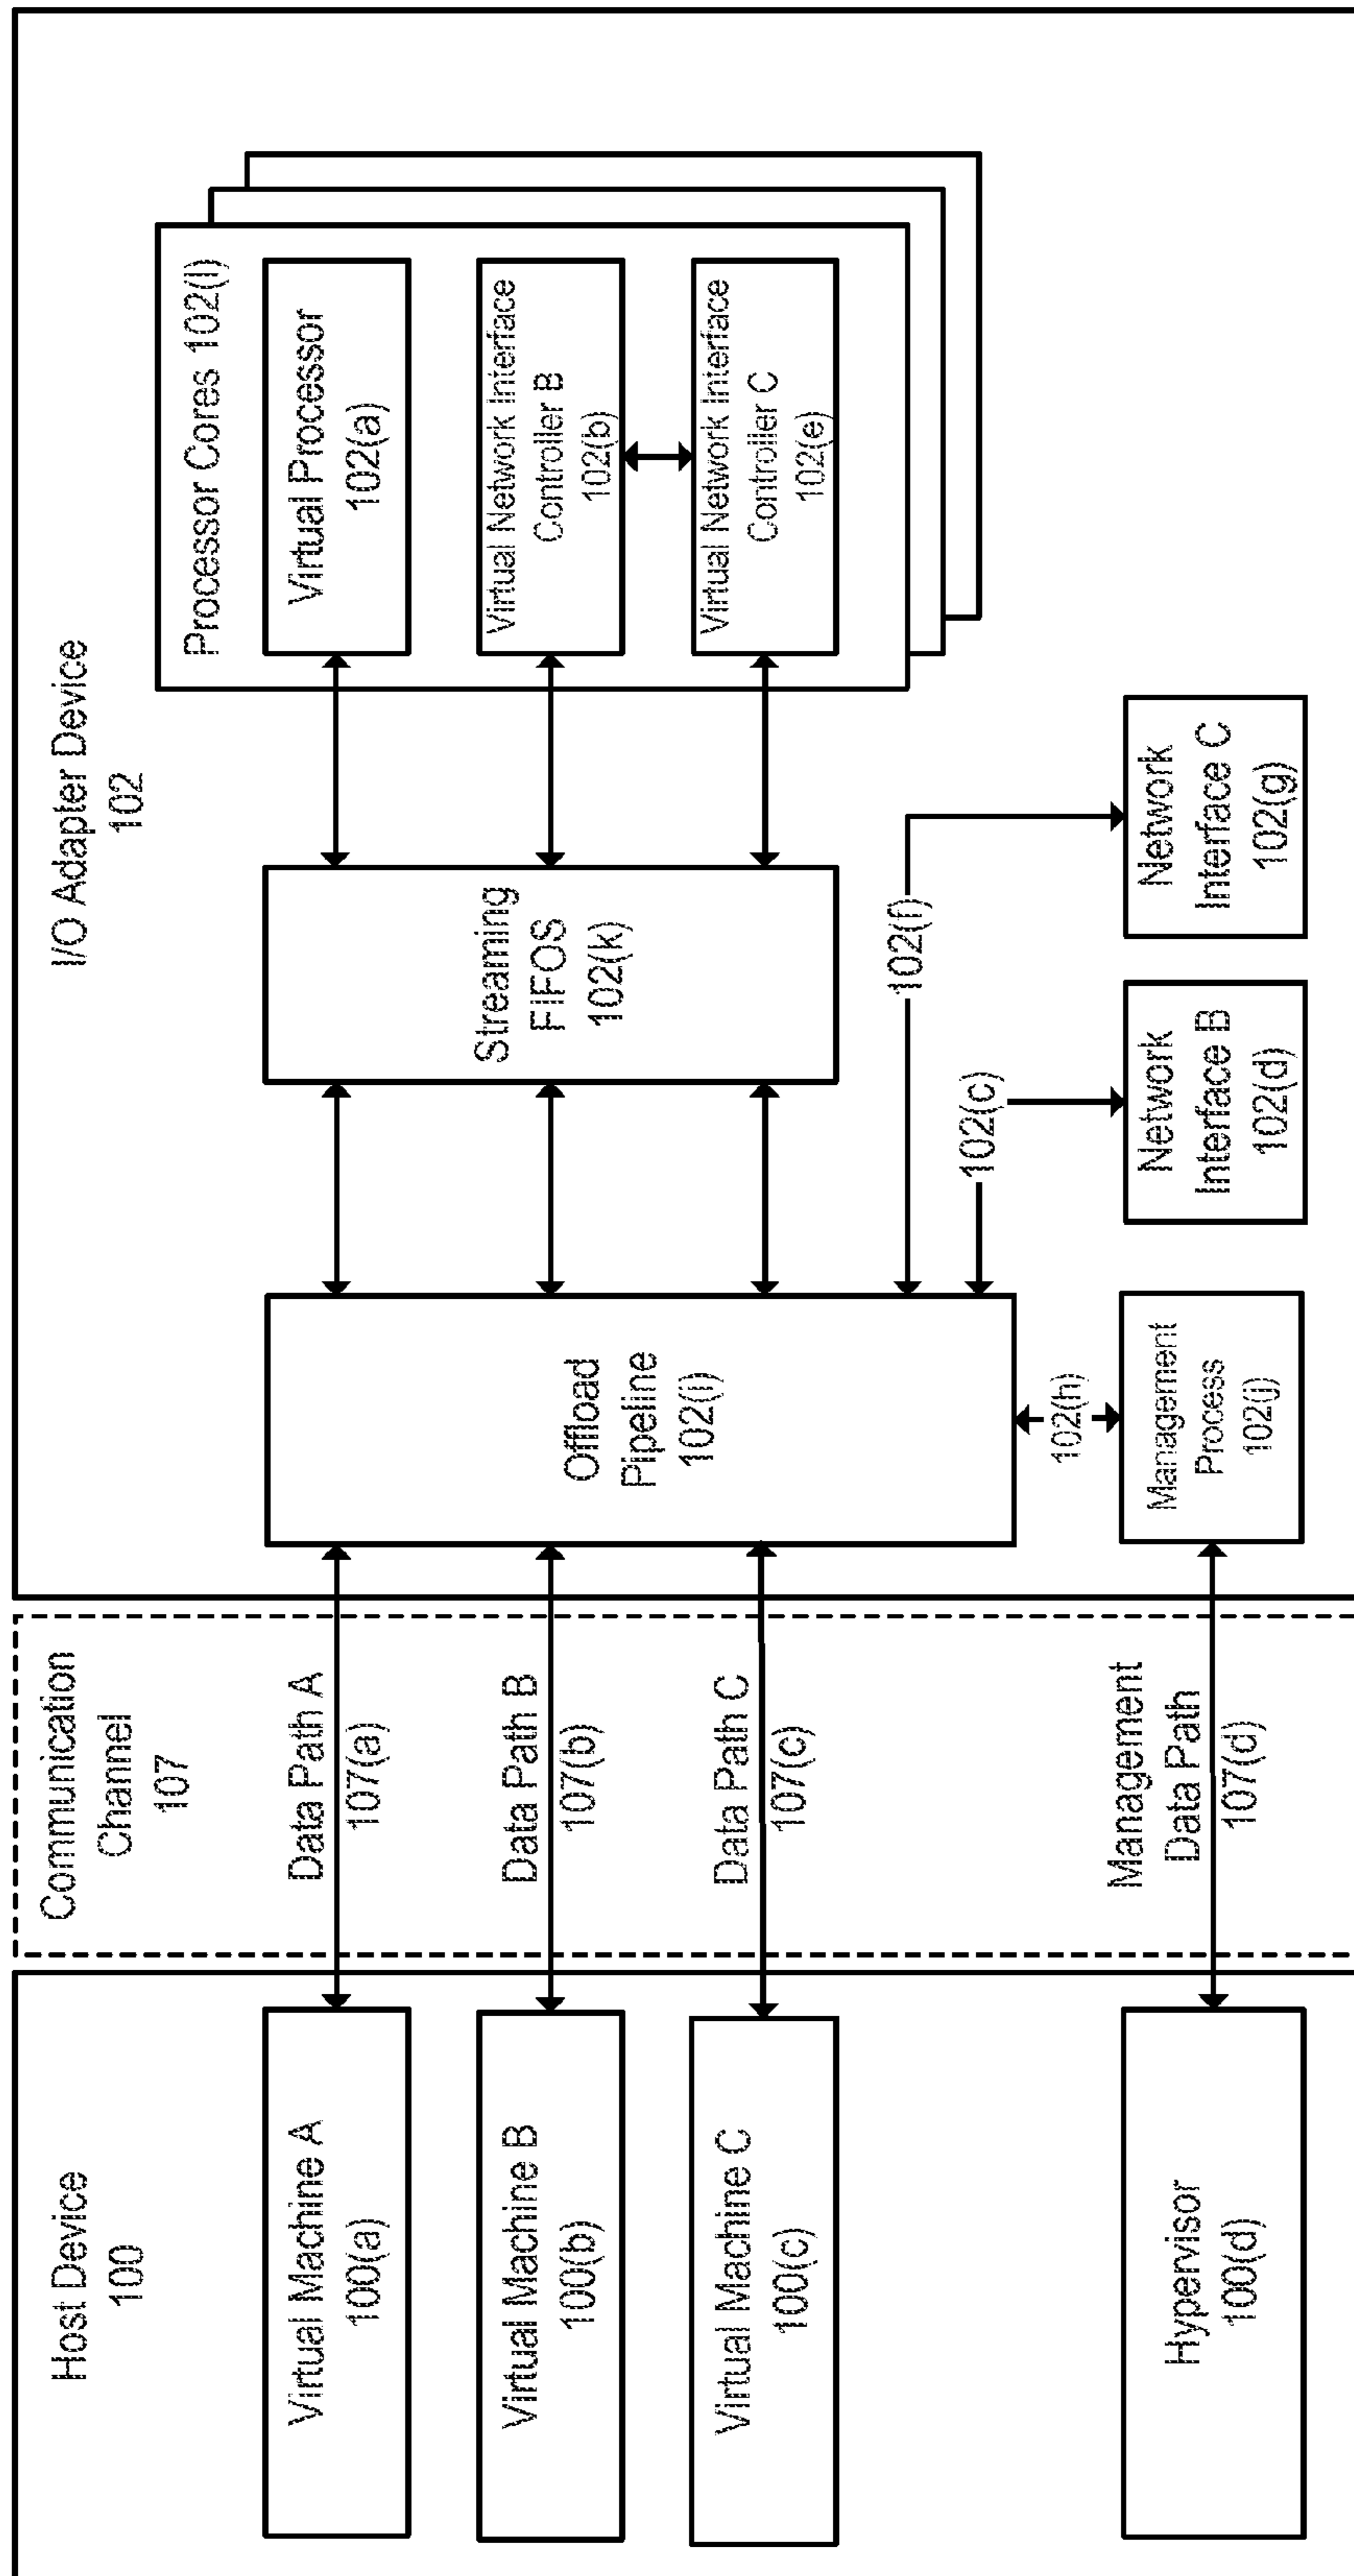 Host Device
100
Virtual Machine A
100(a)
Virtual Machine B
100(b)
Virtual Machine C
100(c)
Hypervisor
100(d)
Communication
Channel
107
Data Path A
107(a)
Data Path B
107(b)
Data Path C
107(c)
Management
Data Path
107(d)
I/O Adapter Device
102
Offload
Pipeline
102(i)
102(h)
Management
Process
102(j)
Streaming
FIFOS
102(k)
102(f)
102(c)
Network
Interface B
102(d)
Network
Interface C
102(g)
Processor Cores 102(l)
Virtual Processor
102(a)
Virtual Network Interface
Controller B
102(b)
Virtual Network Interface
Controller C
102(e)